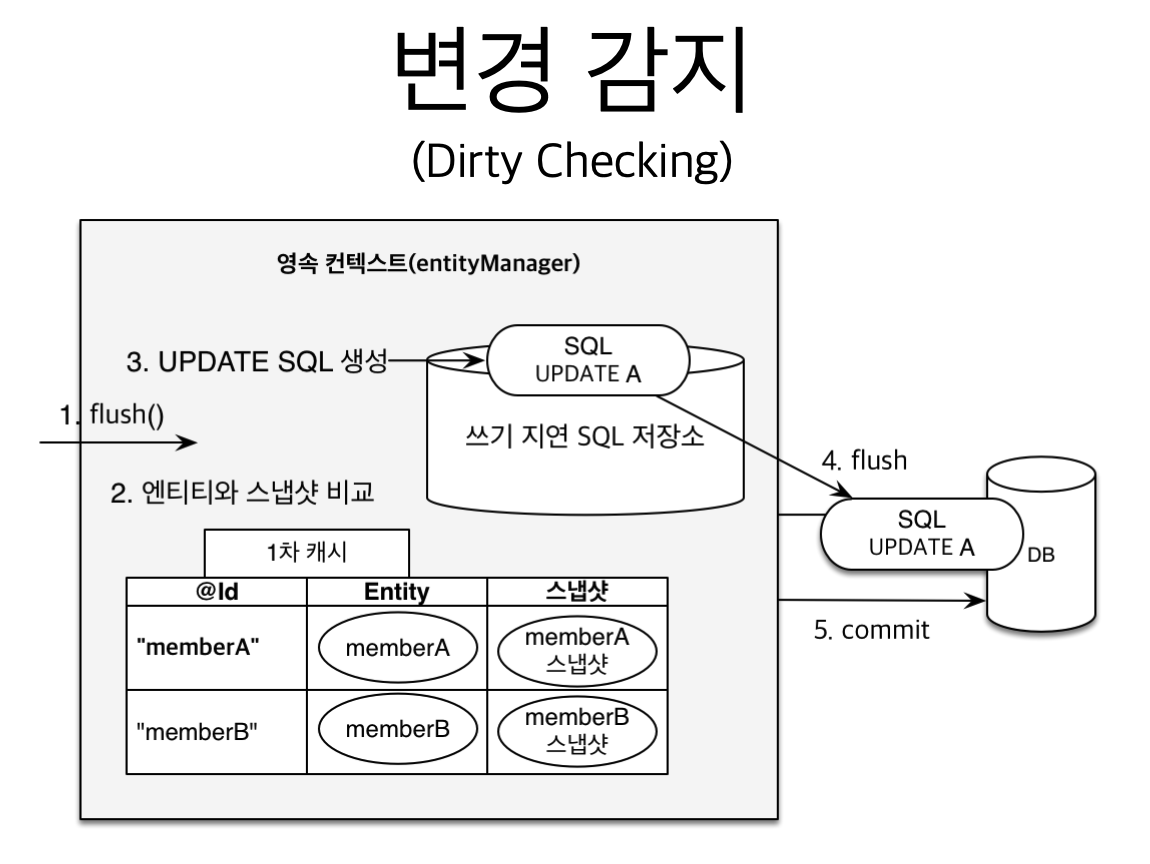 변경 감지
(Dirty Checking)
영속 컨텍스트(entityManager)
3. UPDATE SQL 생성
SQL
UPDATE A
1. flush()
쓰기 지연 SQL 저장소
2. 엔티티와 스냅샷 비교
4. flush
SQL
UPDATE A
DB
5. commit
1차 캐시
@Id Entity 스냅샷
"memberA" memberA memberA
스냅샷
"memberB" memberB memberB
스냅샷